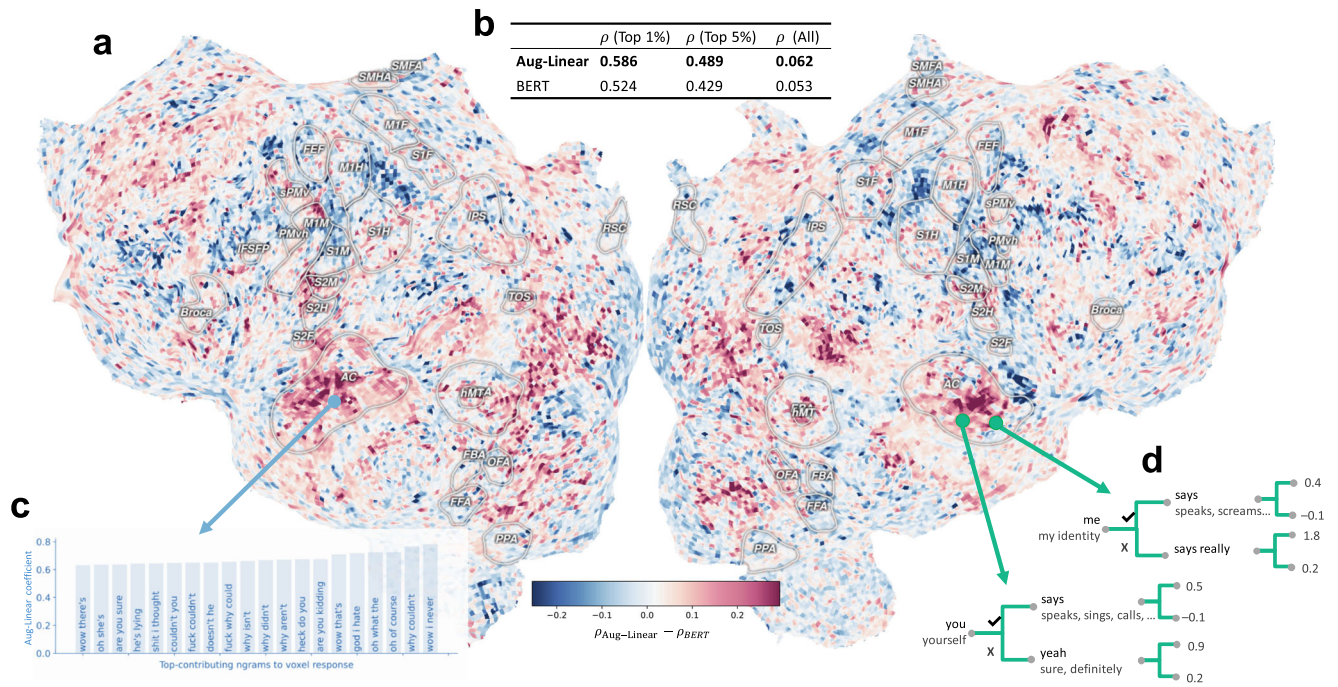 a
b
ρ (Top 1%) ρ (Top 5%) ρ (All)
Aug-Linear 0.586 0.489 0.062
BERT 0.524 0.429 0.053
SMFA
SMHA
M1F
FEF
M1H
S1F
sPMv
M1M
IPS
PMvh
IFSFP
S1M
S1H
RSC
S2M
Broca
S2H
TOS
S2F
AC
hMT
FBA
OFA
FFA
PPA
SMFA
SMHA
M1F
FEF
S1F
M1H
RSC
sPMv
IPS
S1H
PMvh
S1M
M1M
S2M
S2H
Broca
TOS
S2F
AC
hMT
OFA
FBA
FFA
PPA
c
Aug-Linear coefficient
0.8
0.6
0.4
0.2
0.0
wow there's
oh she's
are you sure
he's lying
shit i thought
couldn't you
fuck couldn't
doesn't he
fuck why could
why isn't
why didn't
why aren't
heck do you
are you kidding
wow that's
god i hate
oh what the
oh of course
why couldn't
wow i never
Top-contributing ngrams to voxel response
−0.2 −0.1 0.0 0.1 0.2
ρAug−Linear − ρBERT
d
me
my identity
✓
X
says
speaks, screams...
says really
0.4
−0.1
1.8
0.2
you
yourself
✓
X
says
speaks, sings, calls, ...
yeah
sure, definitely
0.5
−0.1
0.9
0.2